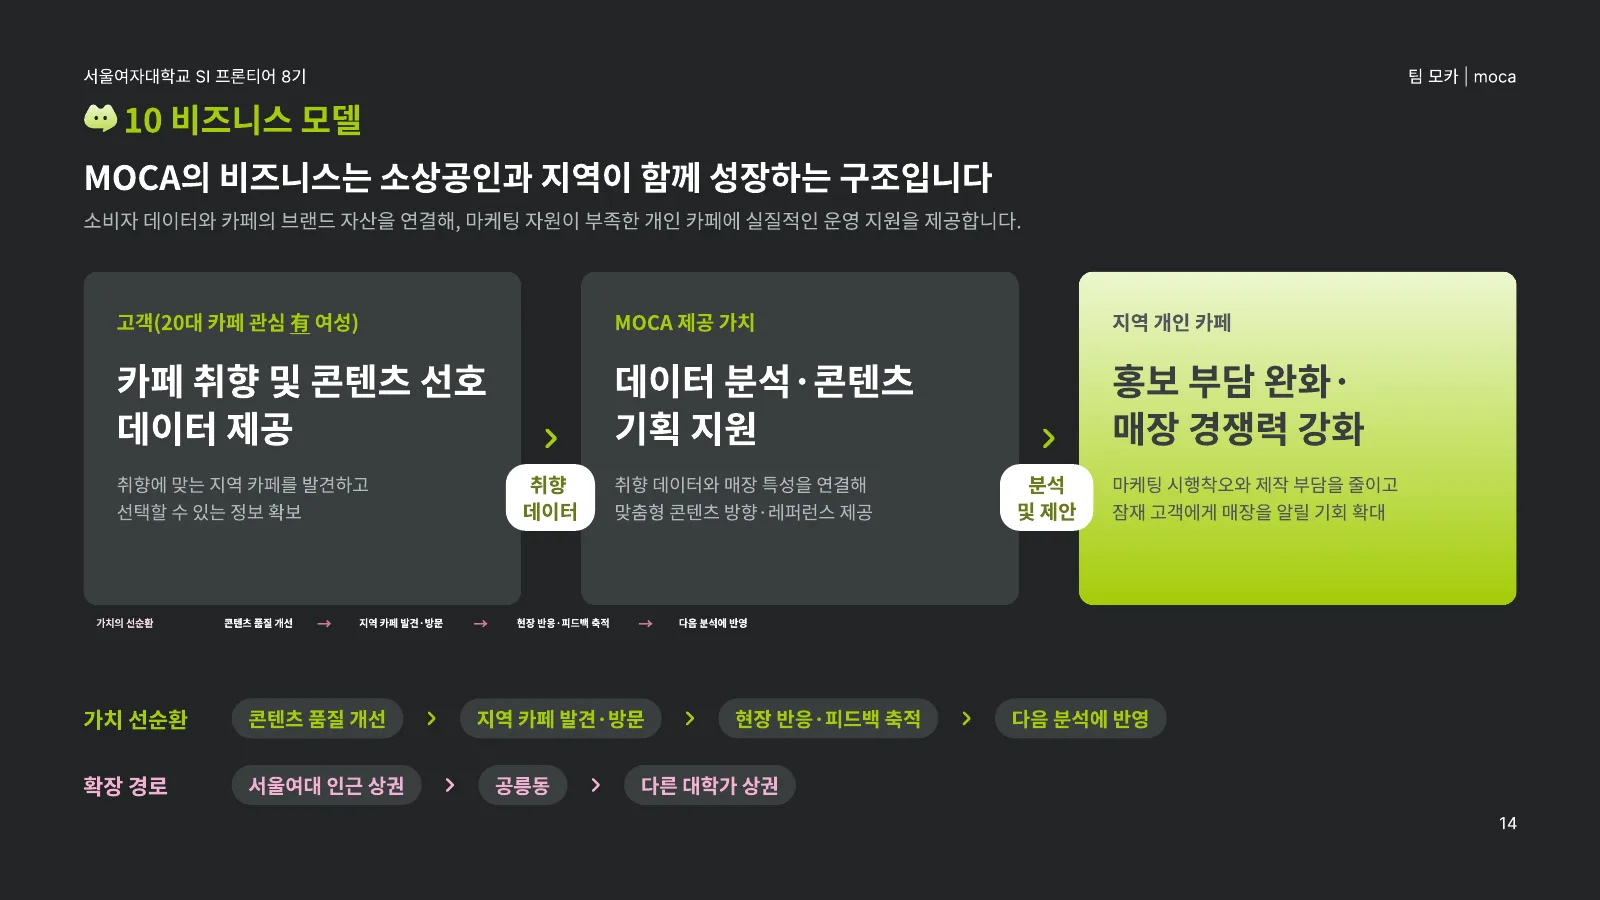 서울여자대학교 SI 프론티어 8기
팀 모카 | moca
10 비즈니스 모델
MOCA의 비즈니스는 소상공인과 지역이 함께 성장하는 구조입니다
소비자 데이터와 카페의 브랜드 자산을 연결해, 마케팅 자원이 부족한 개인 카페에 실질적인 운영 지원을 제공합니다.
고객(20대 카페 관심 有 여성)
카페 취향 및 콘텐츠 선호
데이터 제공
취향에 맞는 지역 카페를 발견하고
선택할 수 있는 정보 확보
취향
데이터
MOCA 제공 가치
데이터 분석·콘텐츠
기획 지원
취향 데이터와 매장 특성을 연결해
맞춤형 콘텐츠 방향·레퍼런스 제공
분석
및 제안
지역 개인 카페
홍보 부담 완화·
매장 경쟁력 강화
마케팅 시행착오와 제작 부담을 줄이고
잠재 고객에게 매장을 알릴 기회 확대
가치의 선순환 콘텐츠 품질 개선 → 지역 카페 발견·방문 → 현장 반응·피드백 축적 → 다음 분석에 반영
가치 선순환 콘텐츠 품질 개선 > 지역 카페 발견·방문 > 현장 반응·피드백 축적 > 다음 분석에 반영
확장 경로 서울여대 인근 상권 > 공릉동 > 다른 대학가 상권
14